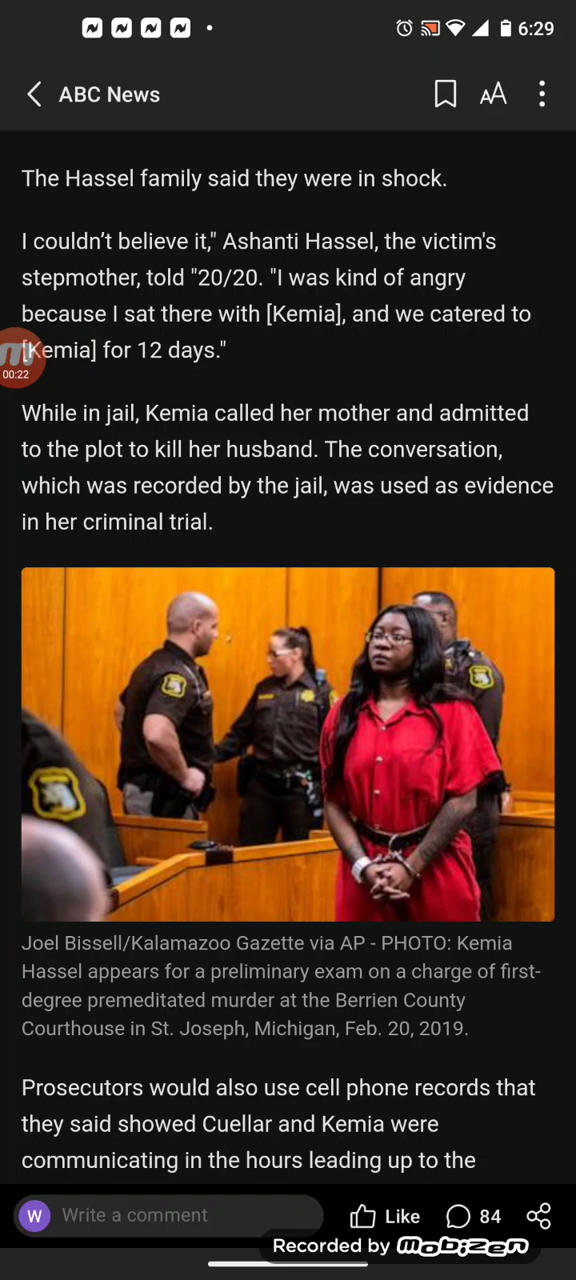 6:29
ABC News
AA
The Hassel family said they were in shock.
I couldn’t believe it," Ashanti Hassel, the victim's
stepmother, told "20/20. "I was kind of angry
because I sat there with [Kemia], and we catered to
[Kemia] for 12 days."
00:22
While in jail, Kemia called her mother and admitted
to the plot to kill her husband. The conversation,
which was recorded by the jail, was used as evidence
in her criminal trial.
Joel Bissell/Kalamazoo Gazette via AP - PHOTO: Kemia
Hassel appears for a preliminary exam on a charge of first-
degree premeditated murder at the Berrien County
Courthouse in St. Joseph, Michigan, Feb. 20, 2019.
Prosecutors would also use cell phone records that
they said showed Cuellar and Kemia were
communicating in the hours leading up to the
W Write a comment Like 84
Recorded by mobizen